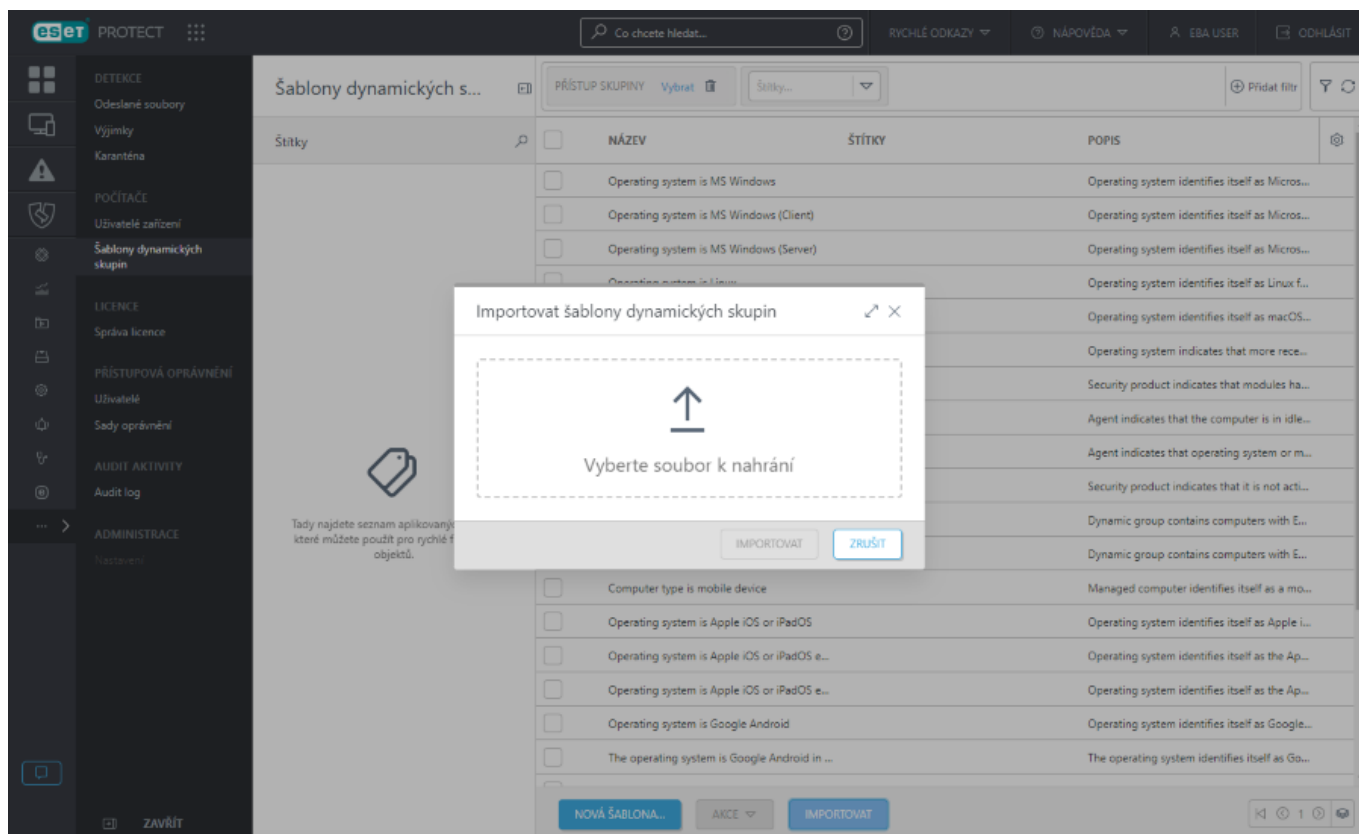 eseT PROTECT
Co chcete hledat...
RYCHLÉ ODKAZY
NÁPOVĚDA
EBA USER
ODHLÁSIT
DETEKCE
Odeslané soubory
Výjimky
Karanténa
POČÍTAČE
Uživatelé zařízení
Šablony dynamických
skupin
LICENCE
Správa licence
PŘÍSTUPOVÁ OPRÁVNĚNÍ
Uživatelé
Sady oprávnění
AUDIT AKTIVITY
Audit log
ADMINISTRACE
Nastavení
ZAVŘÍT
Šablony dynamických s...
Štítky
Tady najdete seznam aplikovaný
které můžete použít pro rychlé f
objektů.
PŘÍSTUP SKUPINY Vybrat
Štítky...
Přidat filtr
NÁZEV ŠTÍTKY POPIS
Operating system is MS Windows Operating system identifies itself as Micros...
Operating system is MS Windows (Client) Operating system identifies itself as Micros...
Operating system is MS Windows (Server) Operating system identifies itself as Micros...
Operating system is Linux Operating system identifies itself as Linux f...
Operating system identifies itself as macOS...
Operating system indicates that more rece...
Security product indicates that modules ha...
Agent indicates that the computer is in idle...
Agent indicates that operating system or m...
Security product indicates that it is not acti...
Dynamic group contains computers with E...
Dynamic group contains computers with E...
Computer type is mobile device Managed computer identifies itself as a mo...
Operating system is Apple iOS or iPadOS Operating system identifies itself as Apple i...
Operating system is Apple iOS or iPadOS e... Operating system identifies itself as the Ap...
Operating system is Apple iOS or iPadOS e... Operating system identifies itself as the Ap...
Operating system is Google Android Operating system identifies itself as Google...
The operating system is Google Android in ... The operating system identifies itself as Go...
Importovat šablony dynamických skupin
Vyberte soubor k nahrání
IMPORTOVAT
ZRUŠIT
NOVÁ ŠABLONA...
AKCE
IMPORTOVAT
1